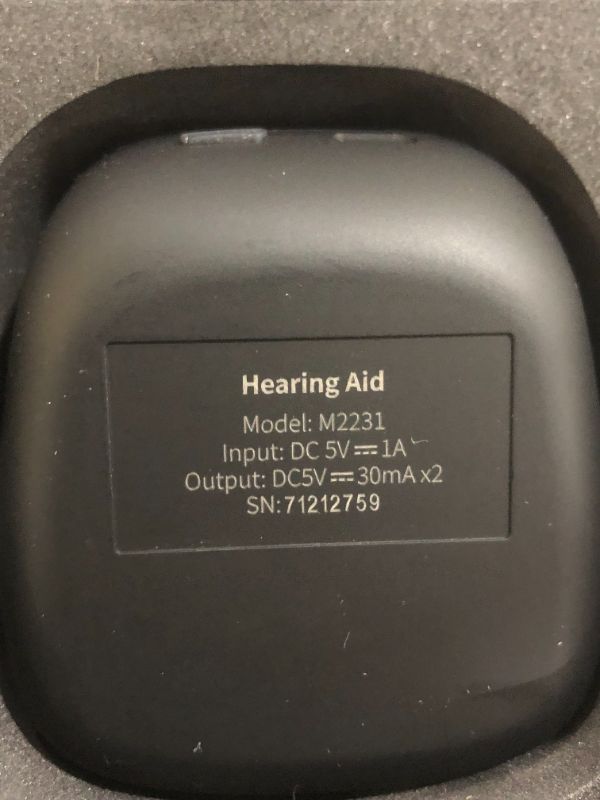 Hearing Aid
Model: M2231
Input: DC 5V⎓1A
Output: DC5V⎓30mA x2
SN:71212759